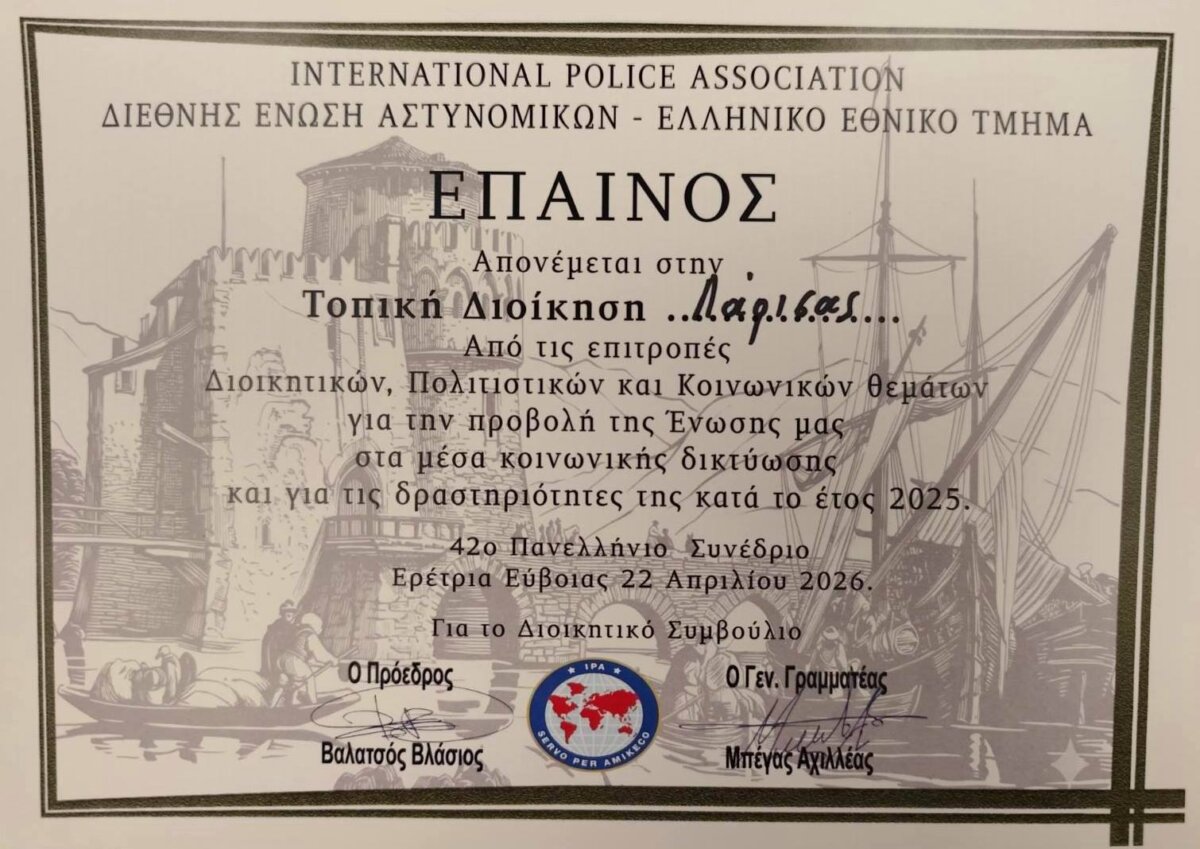 INTERNATIONAL POLICE ASSOCIATION
ΔΙΕΘΝΗΣ ΕΝΩΣΗ ΑΣΤΥΝΟΜΙΚΩΝ - ΕΛΛΗΝΙΚΟ ΕΘΝΙΚΟ ΤΜΗΜΑ
ΕΠΑΙΝΟΣ
Απονέμεται στην
Τοπική Διοίκηση ..Λάρισας....
Από τις επιτροπές
Διοικητικών, Πολιτιστικών και Κοινωνικών θεμάτων
για την προβολή της Ένωσης μας
στα μέσα κοινωνικής δικτύωσης
και για τις δραστηριότητες της κατά το έτος 2025.
42ο Πανελλήνιο Συνέδριο
Ερέτρια Εύβοιας 22 Απριλίου 2026.
Για το Διοικητικό Συμβούλιο
Ο Πρόεδρος
Βαλατσός Βλάσιος
IPA
SERVO PER AMIKECO
Ο Γεν. Γραμματέας
Μπέγας Αχιλλέας